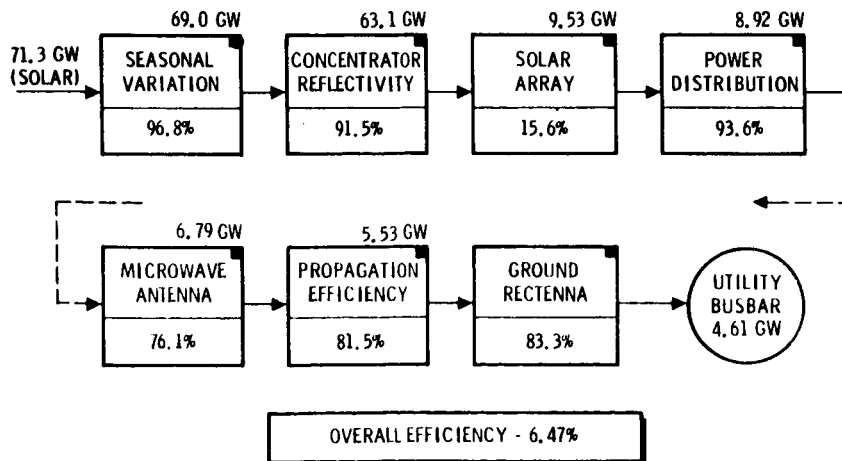 69.0 GW
63.1 GW
9.53 GW
8.92 GW
71.3 GW
(SOLAR)
SEASONAL
VARIATION
96.8%
CONCENTRATOR
REFLECTIVITY
91.5%
SOLAR
ARRAY
15.6%
POWER
DISTRIBUTION
93.6%
6.79 GW
5.53 GW
MICROWAVE
ANTENNA
76.1%
PROPAGATION
EFFICIENCY
81.5%
GROUND
RECTENNA
83.3%
UTILITY
BUSBAR
4.61 GW
OVERALL EFFICIENCY - 6.47%